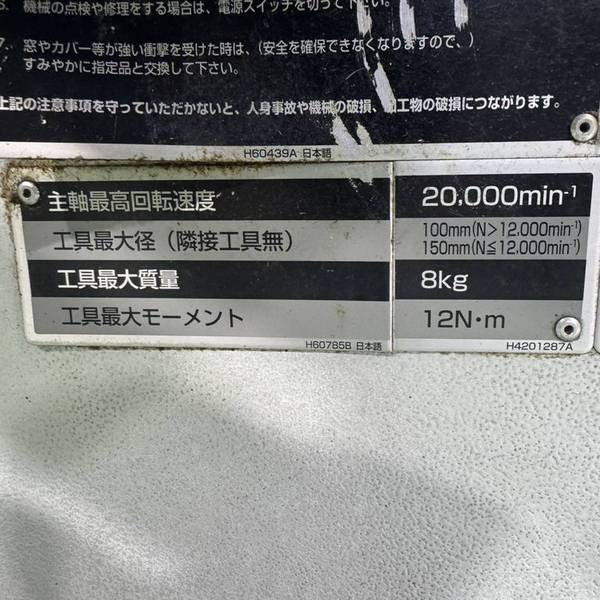 6. 機械の点検や修理をする場合は、電源スイッチを切って下さい。
7. 窓やカバー等が強い衝撃を受けた時は、（安全を確保できなくなりますので、）
すみやかに指定品と交換して下さい。
上記の注意事項を守っていただかないと、人身事故や機械の破損、加工物の破損につながります。
H60439A 日本語
主軸最高回転速度 20,000min-1
工具最大径（隣接工具無） 100mm(N>12,000min-1)
150mm(N≦12,000min-1)
工具最大質量 8kg
工具最大モーメント 12N・m
H60785B 日本語 H4201287A